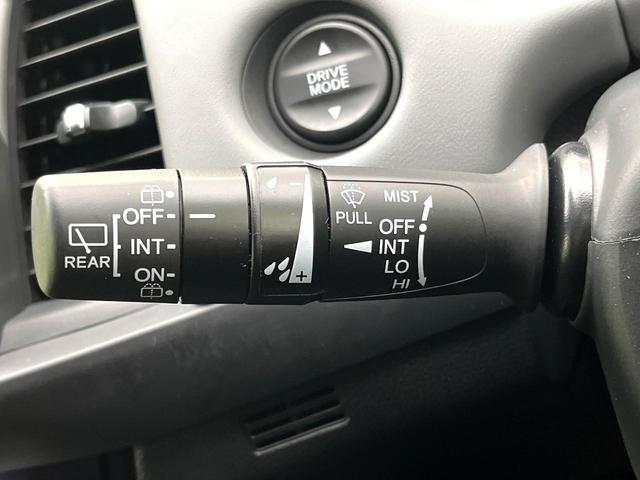 DRIVE
MODE
OFF
INT
ON
REAR
- 
+
PULL
MIST
OFF
INT
LO
HI